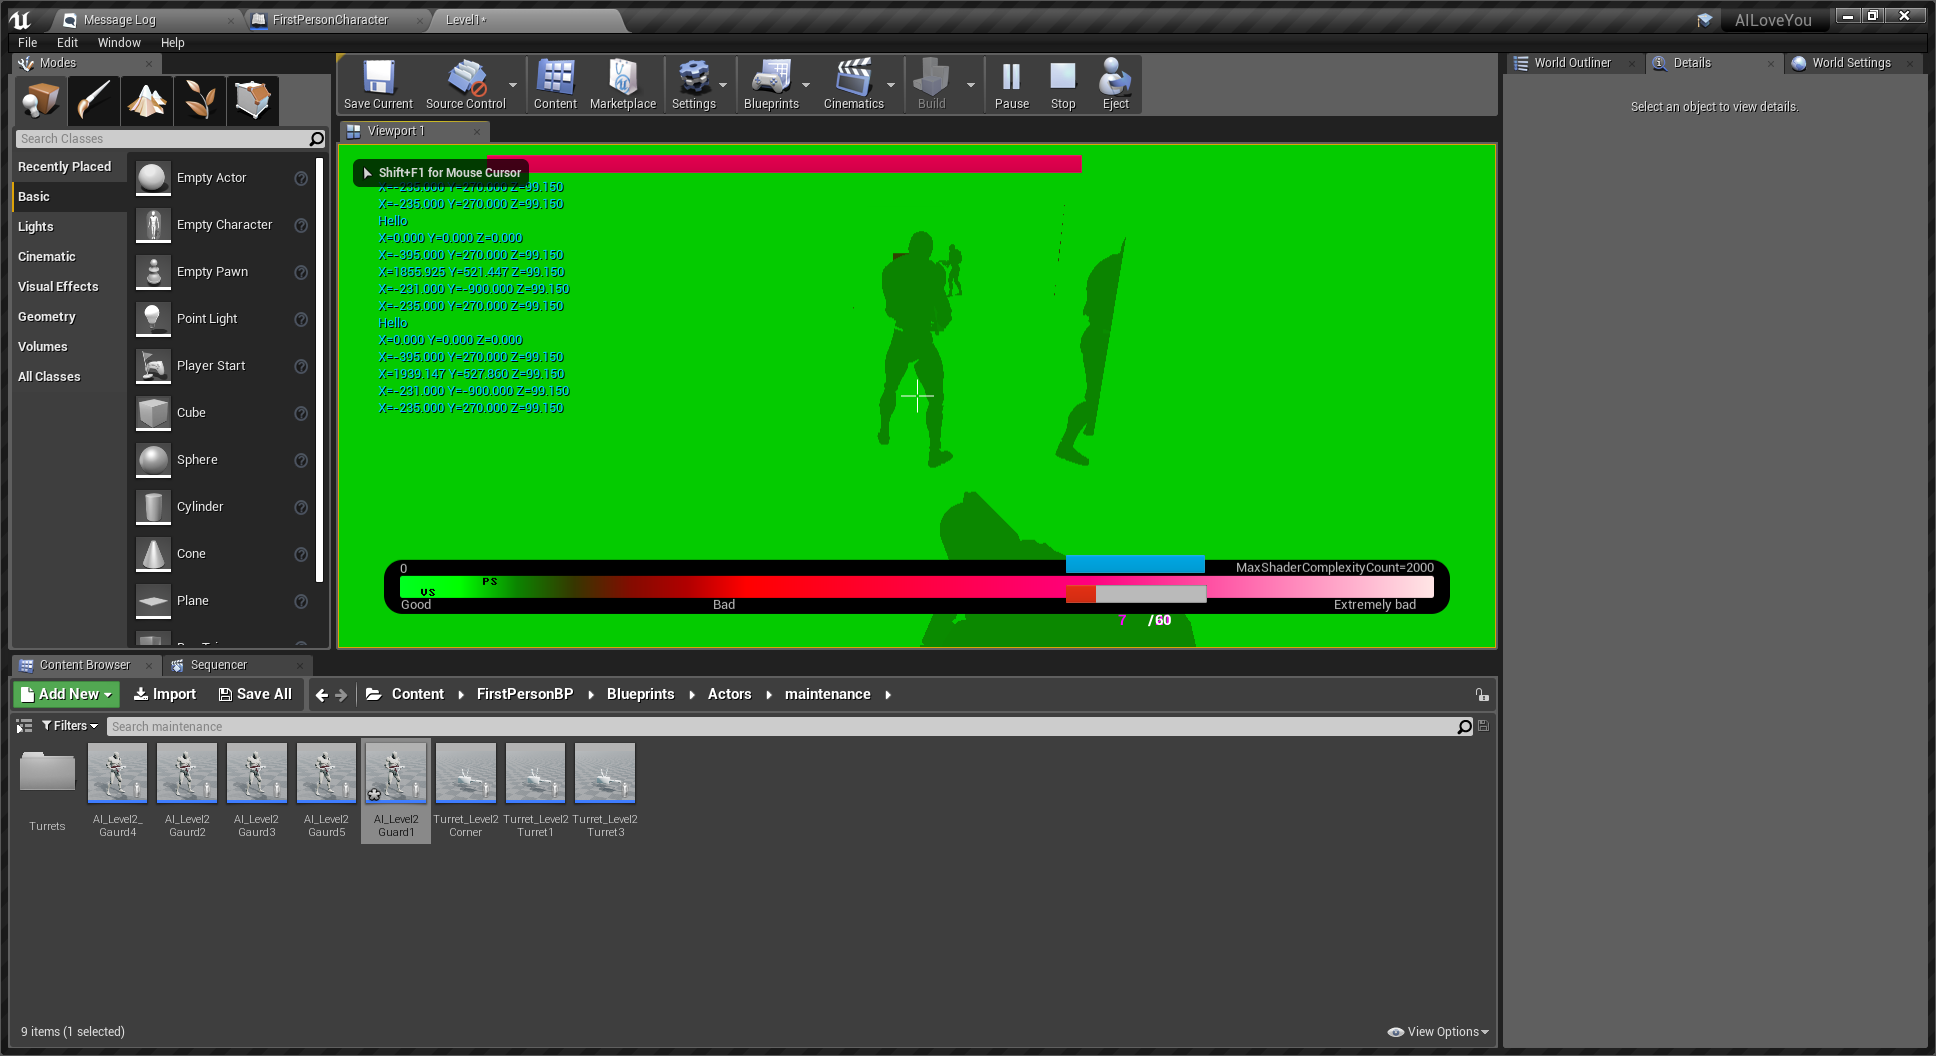 Message Log
FirstPersonCharacter
Level1*
AILoveYou
File Edit Window Help
Modes
Search Classes
Recently Placed
Basic
Lights
Cinematic
Visual Effects
Geometry
Volumes
All Classes
Empty Actor
Empty Character
Empty Pawn
Point Light
Player Start
Cube
Sphere
Cylinder
Cone
Plane
Save Current
Source Control
Content
Marketplace
Settings
Blueprints
Cinematics
Build
Pause
Stop
Eject
Viewport 1
Shift+F1 for Mouse Cursor
X=-235.000 Y=270.000 Z=99.150
X=-235.000 Y=270.000 Z=99.150
Hello
X=0.000 Y=0.000 Z=0.000
X=-395.000 Y=270.000 Z=99.150
X=1855.925 Y=521.447 Z=99.150
X=-231.000 Y=-900.000 Z=99.150
X=-235.000 Y=270.000 Z=99.150
Hello
X=0.000 Y=0.000 Z=0.000
X=-395.000 Y=270.000 Z=99.150
X=1939.147 Y=527.860 Z=99.150
X=-231.000 Y=-900.000 Z=99.150
X=-235.000 Y=270.000 Z=99.150
0
MaxShaderComplexityCount=2000
PS
VS
Good
Bad
Extremely bad
7 /60
World Outliner
Details
World Settings
Select an object to view details.
Content Browser
Sequencer
Add New
Import
Save All
Content
FirstPersonBP
Blueprints
Actors
maintenance
Filters
Search maintenance
Turrets
AI_Level2_
Gaurd4
AI_Level2
Gaurd2
AI_Level2
Gaurd3
AI_Level2
Gaurd5
AI_Level2
Guard1
Turret_Level2
Corner
Turret_Level2
Turret1
Turret_Level2
Turret3
9 items (1 selected)
View Options